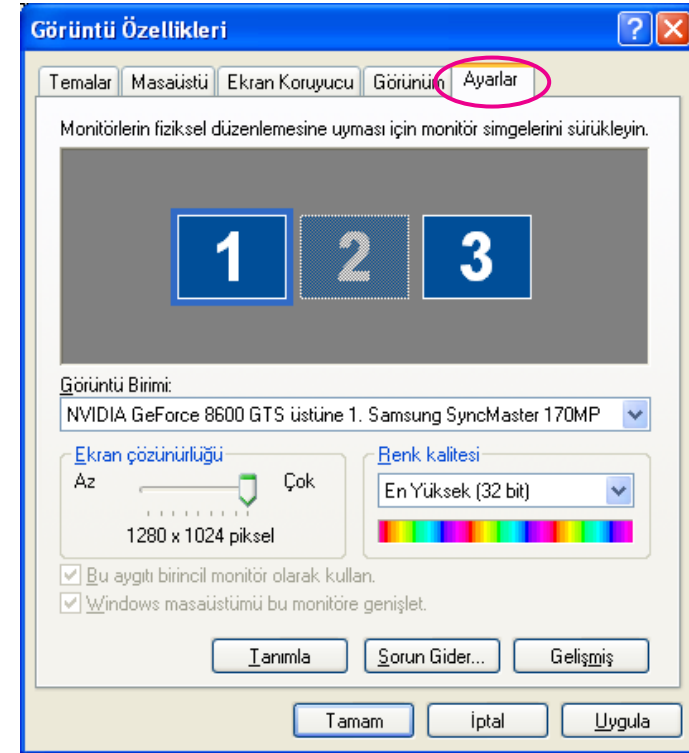 Görüntü Özellikleri
Temalar Masaüstü Ekran Koruyucu Görünüm Ayarlar
Monitörlerin fiziksel düzenlemesine uyması için monitör simgelerini sürükleyin.
1 2 3
Görüntü Birimi:
NVIDIA GeForce 8600 GTS üstüne 1. Samsung SyncMaster 170MP
Ekran çözünürlüğü Renk kalitesi
Az Çok En Yüksek (32 bit)
1280 x 1024 piksel
Bu aygıtı birincil monitör olarak kullan.
Windows masaüstümü bu monitöre genişlet.
Tanımla Sorun Gider... Gelişmiş
Tamam İptal Uygula